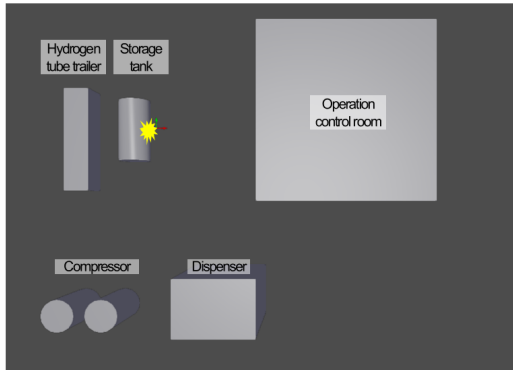 Hydrogen
tube trailer
Storage
tank
Operation
control room
Compressor
Dispenser